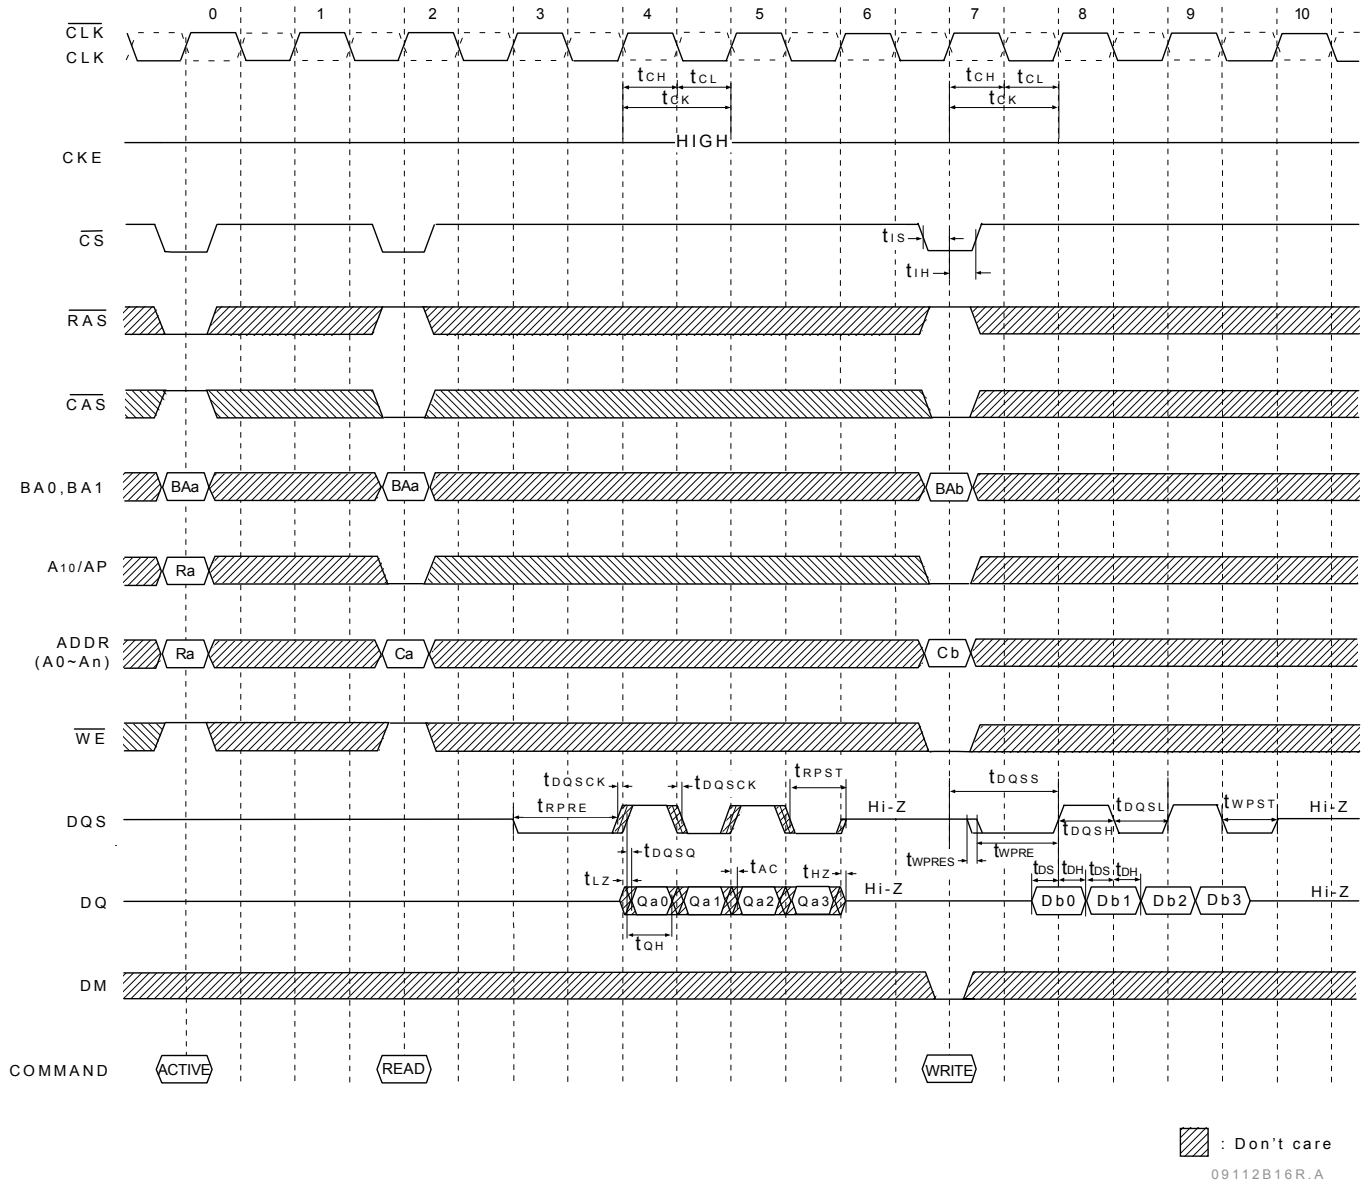 0 1 2 3 4 5 6 7 8 9 10
CLK
CLK
tCH tCL tCH tCL
tCK tCK
HIGH
CKE
CS
tIS
tIH
RAS
CAS
BA0,BA1 BAa BAa BAb
A10/AP Ra
ADDR
(A0~An) Ra Ca Cb
WE
tDQSCK tDQSCK tRPST tDQSS
tRPRE Hi-Z tDQSL tWPST Hi-Z
DQS
tDQSH
tDQSQ tWPRES tWPRE
tLZ tAC tHZ tDS tDH tDS tDH
Hi-Z Hi-Z
DQ Qa0 Qa1 Qa2 Qa3 Db0 Db1 Db2 Db3
tQH
DM
COMMAND ACTIVE READ WRITE
: Don't care
09112B16R.A